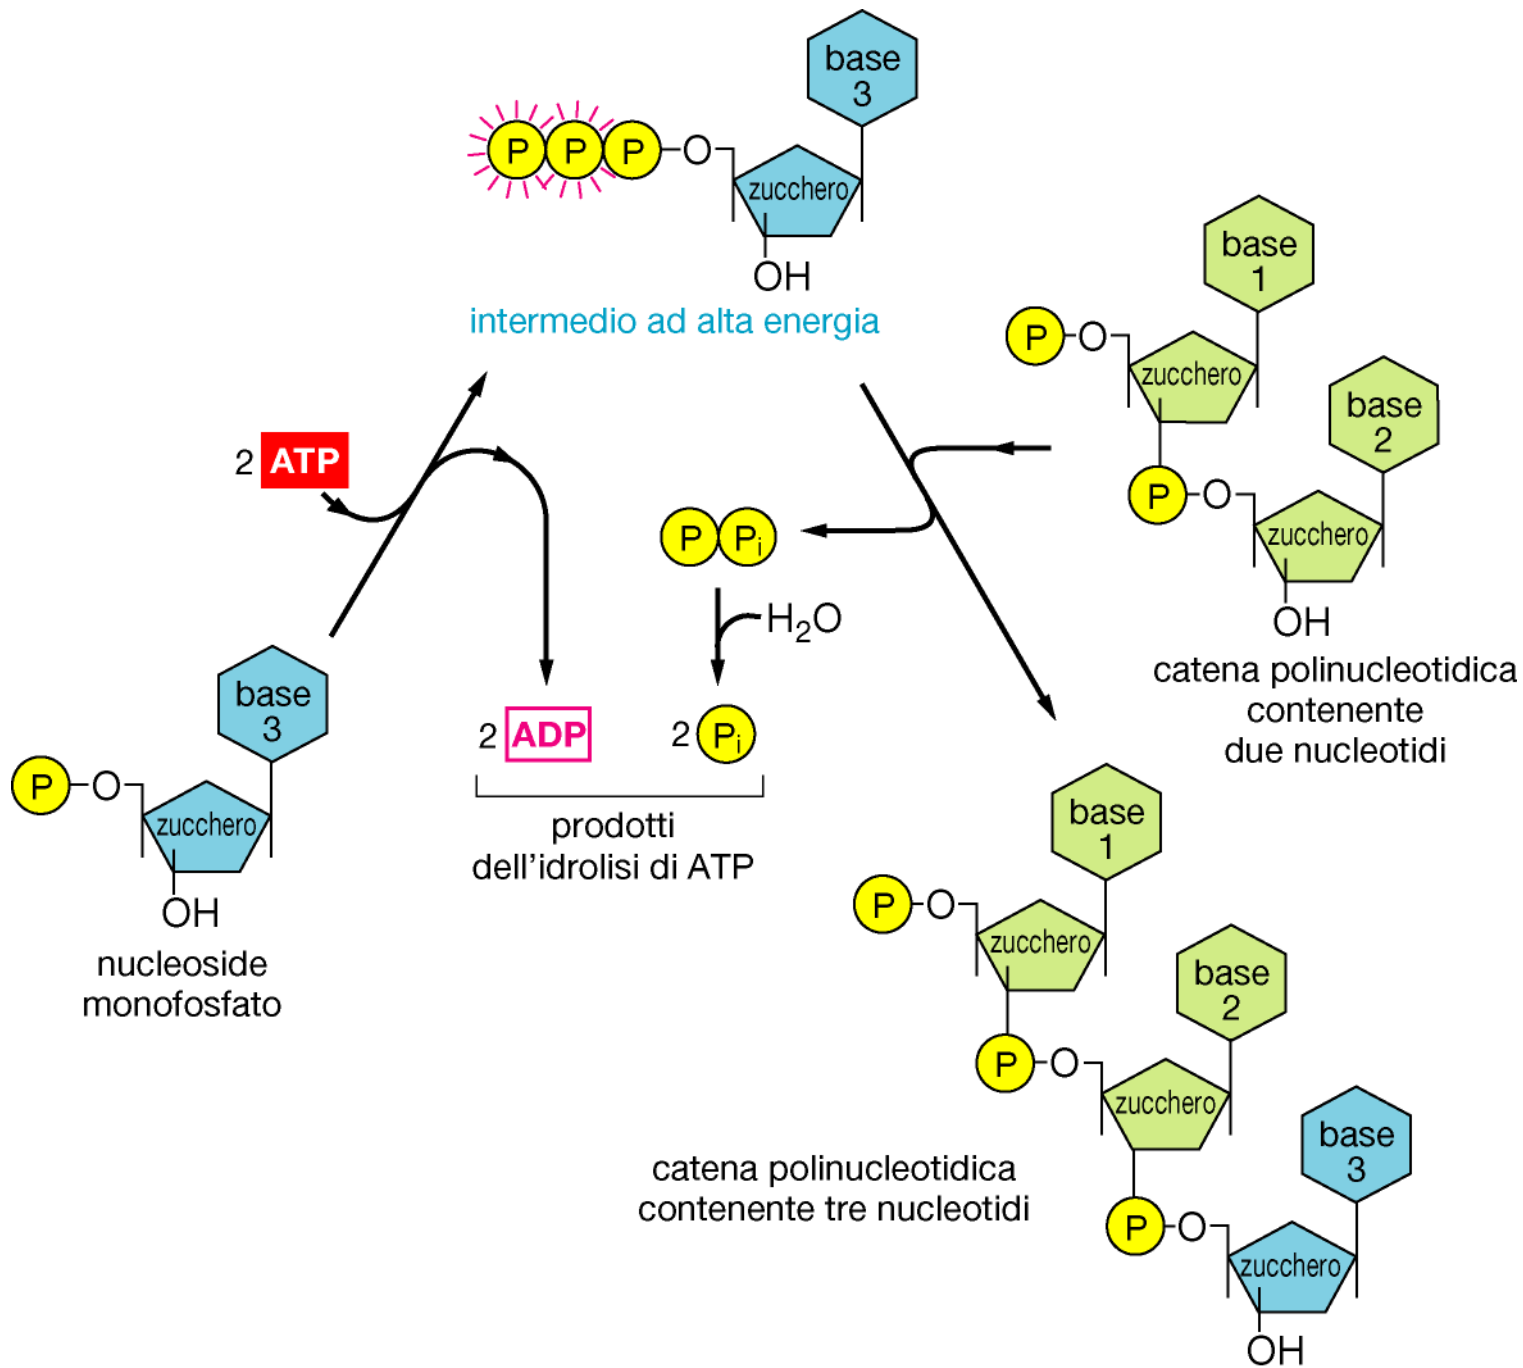 base
3
P P P O
zucchero
OH
intermedio ad alta energia
base
1
P O
zucchero
base
2
P O
zucchero
OH
catena polinucleotidica
contenente
due nucleotidi
2 ATP
P Pi
H2O
2 ADP
2 Pi
prodotti
dell'idrolisi di ATP
base
3
P O
zucchero
OH
nucleoside
monofosfato
base
1
P O
zucchero
base
2
P O
zucchero
base
3
P O
zucchero
OH
catena polinucleotidica
contenente tre nucleotidi